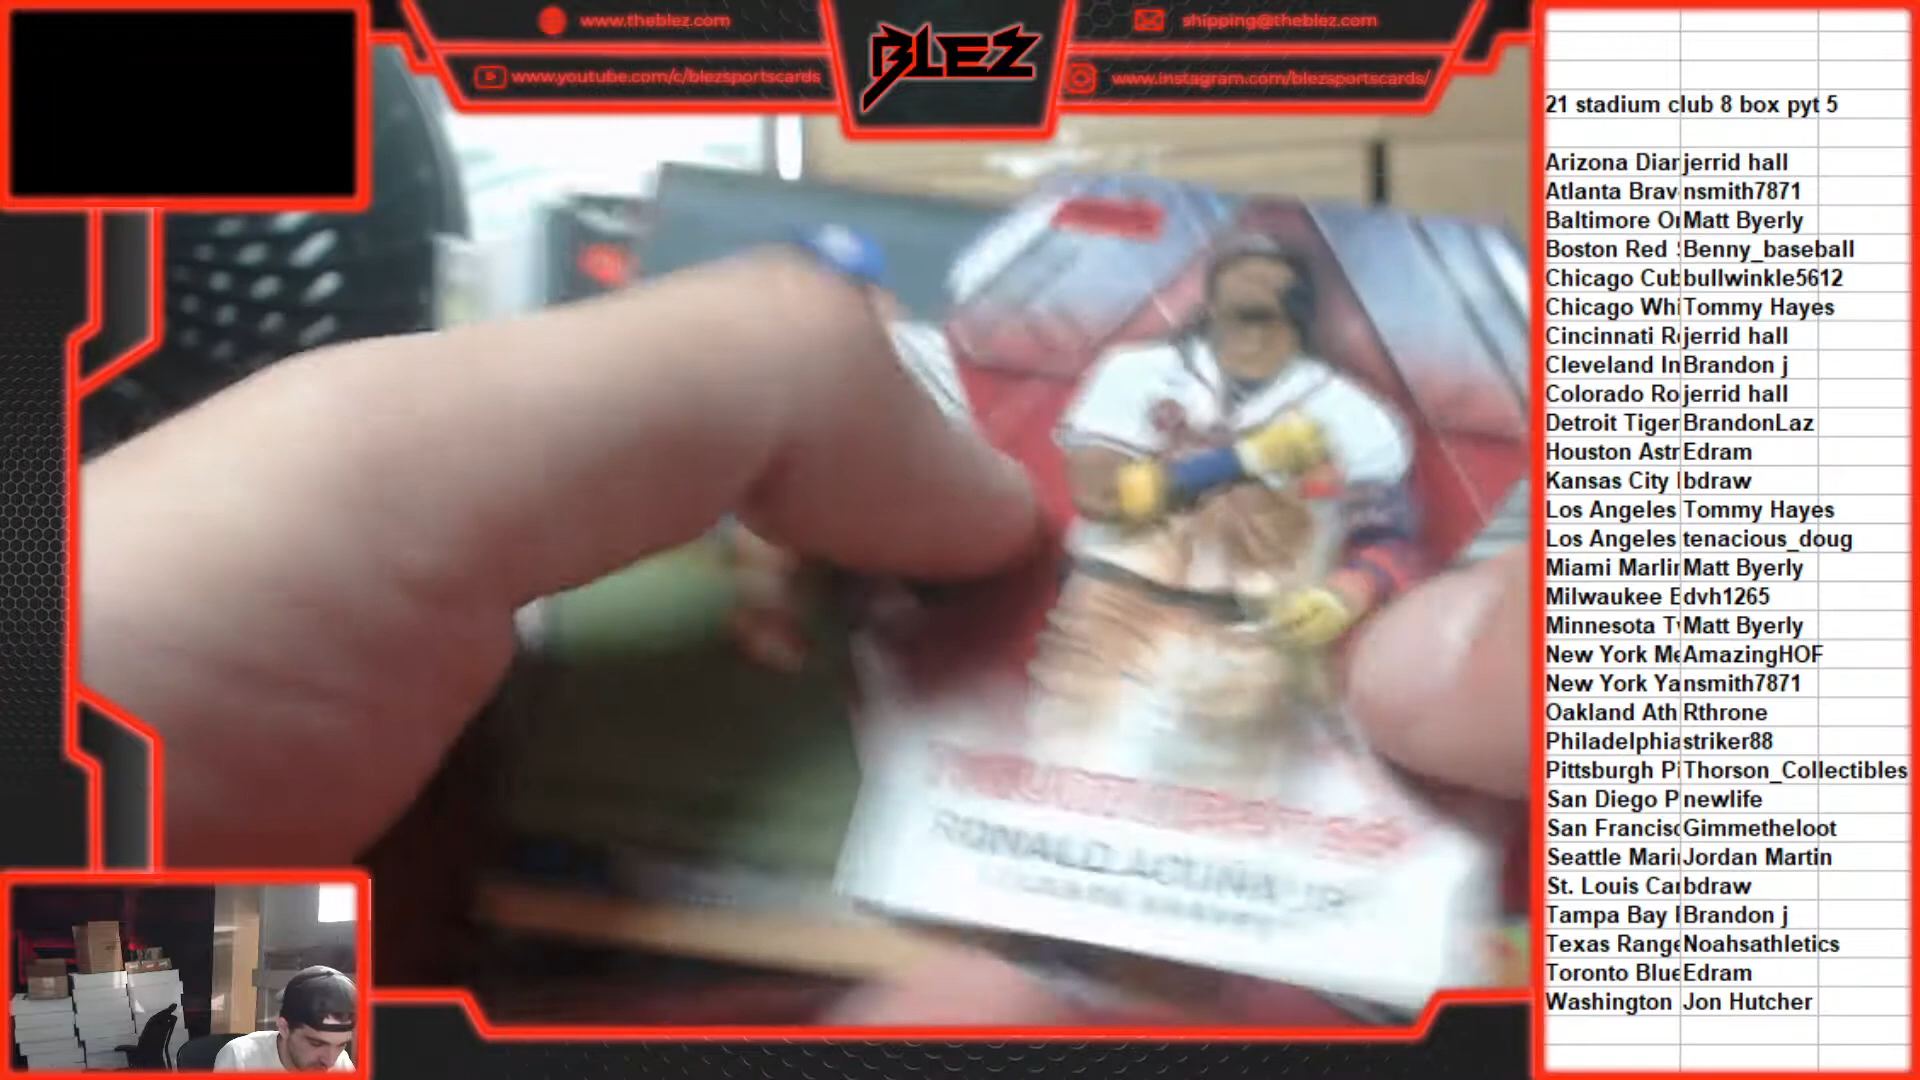 www.theblez.com
shipping@theblez.com
BLEZ
www.youtube.com/c/blezsportscards
www.instagram.com/blezsportscards/
21 stadium club 8 box pyt 5
Arizona Diar jerrid hall
Atlanta Brav nsmith7871
Baltimore Or Matt Byerly
Boston Red S Benny_baseball
Chicago Cub bullwinkle5612
Chicago Whi Tommy Hayes
Cincinnati Re jerrid hall
Cleveland In Brandon j
Colorado Ro jerrid hall
Detroit Tiger BrandonLaz
Houston Astr Edram
Kansas City bdraw
Los Angeles Tommy Hayes
Los Angeles tenacious_doug
Miami Marlin Matt Byerly
Milwaukee B dvh1265
Minnesota Tw Matt Byerly
New York Me AmazingHOF
New York Ya nsmith7871
Oakland Ath Rthrone
Philadelphia striker88
Pittsburgh Pi Thorson_Collectibles
San Diego P newlife
San Francisc Gimmetheloot
Seattle Mari Jordan Martin
St. Louis Car bdraw
Tampa Bay Brandon j
Texas Range Noahsathletics
Toronto Blue Edram
Washington Jon Hutcher
RONALD ACUÑA JR